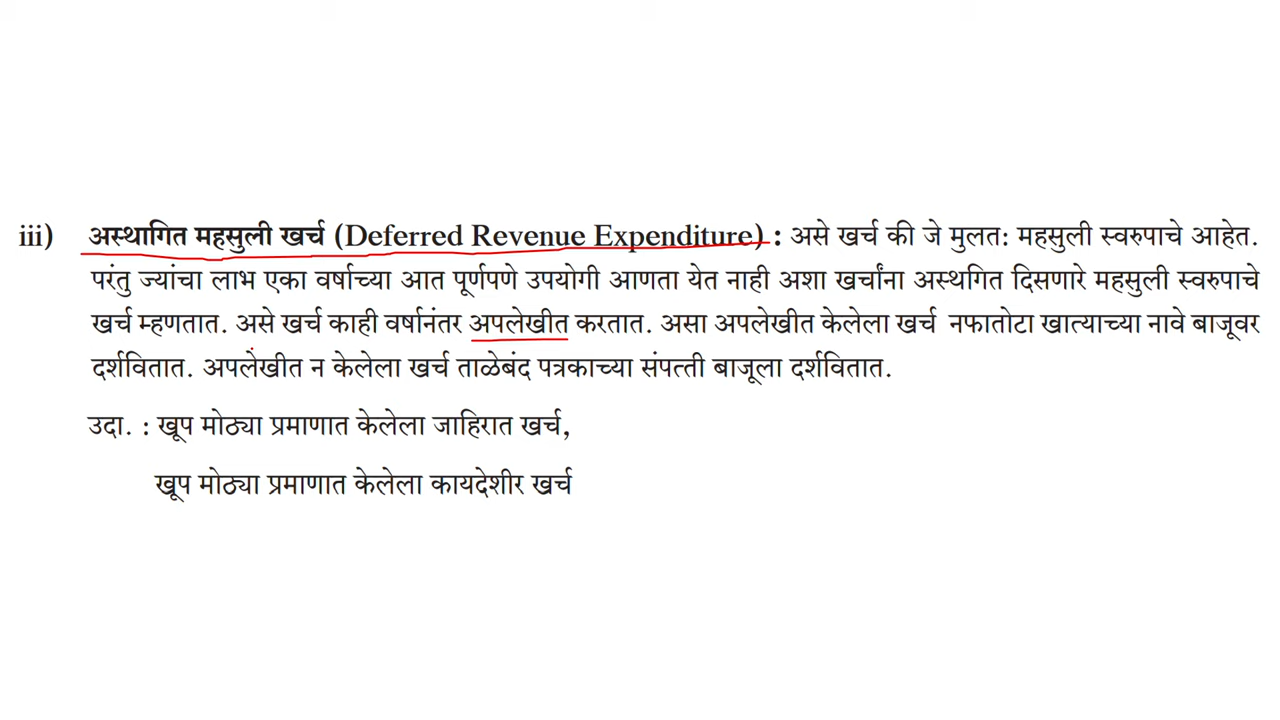 iii) अस्थागित महसुली खर्च (Deferred Revenue Expenditure) : असे खर्च की जे मुलत: महसुली स्वरुपाचे आहेत.
परंतु ज्यांचा लाभ एका वर्षाच्या आत पूर्णपणे उपयोगी आणता येत नाही अशा खर्चांना अस्थगित दिसणारे महसुली स्वरुपाचे
खर्च म्हणतात. असे खर्च काही वर्षानंतर अपलेखीत करतात. असा अपलेखीत केलेला खर्च नफातोटा खात्याच्या नावे बाजूवर
दर्शवितात. अपलेखीत न केलेला खर्च ताळेबंद पत्रकाच्या संपत्ती बाजूला दर्शवितात.
उदा. : खूप मोठ्या प्रमाणात केलेला जाहिरात खर्च,
खूप मोठ्या प्रमाणात केलेला कायदेशीर खर्च